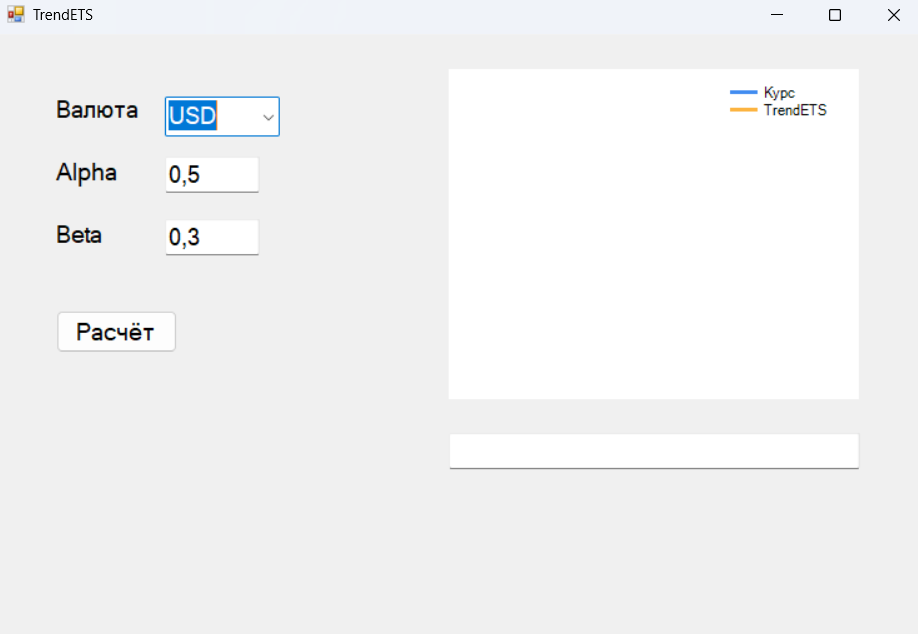 TrendETS
Валюта
USD
Alpha
0,5
Beta
0,3
Расчёт
Курс
TrendETS